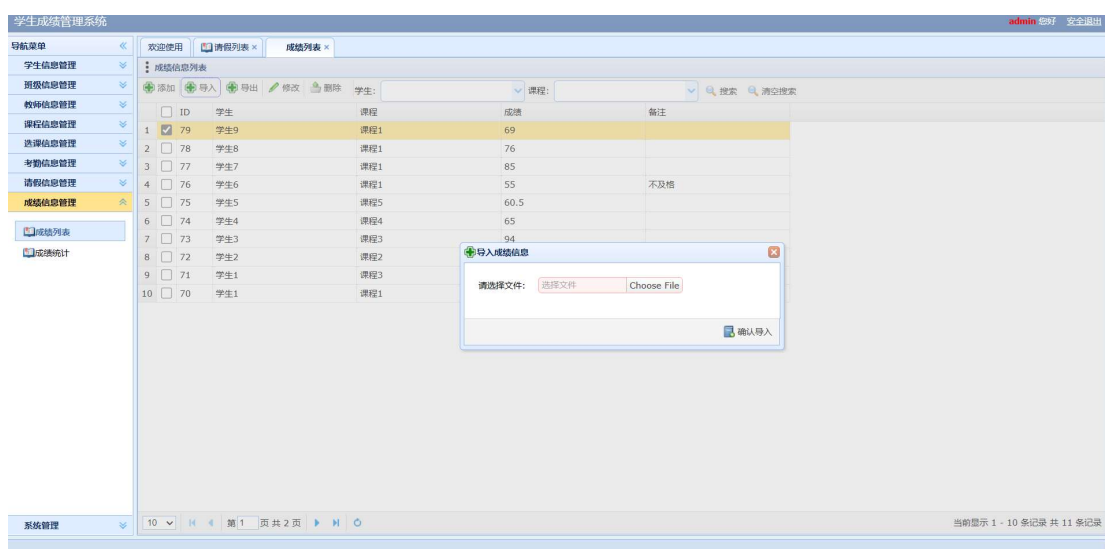 学生成绩管理系统 admin 您好 安全退出
导航菜单 欢迎使用 请假列表 成绩列表
学生信息管理 成绩信息列表
班级信息管理 添加 导入 导出 修改 删除 学生: 课程: 搜索 清空搜索
教师信息管理
课程信息管理
选课信息管理
考勤信息管理
请假信息管理
成绩信息管理
成绩列表
成绩统计
系统管理
ID 学生 课程 成绩 备注
1 79 学生9 课程1 69
2 78 学生8 课程1 76
3 77 学生7 课程1 85
4 76 学生6 课程1 55 不及格
5 75 学生5 课程5 60.5
6 74 学生4 课程4 65
7 73 学生3 课程3 94
8 72 学生2 课程2
9 71 学生1 课程3
10 70 学生1 课程1
导入成绩信息
请选择文件: 选择文件 Choose File
确认导入
10 第 1 页 共 2 页 当前显示 1 - 10 条记录 共 11 条记录